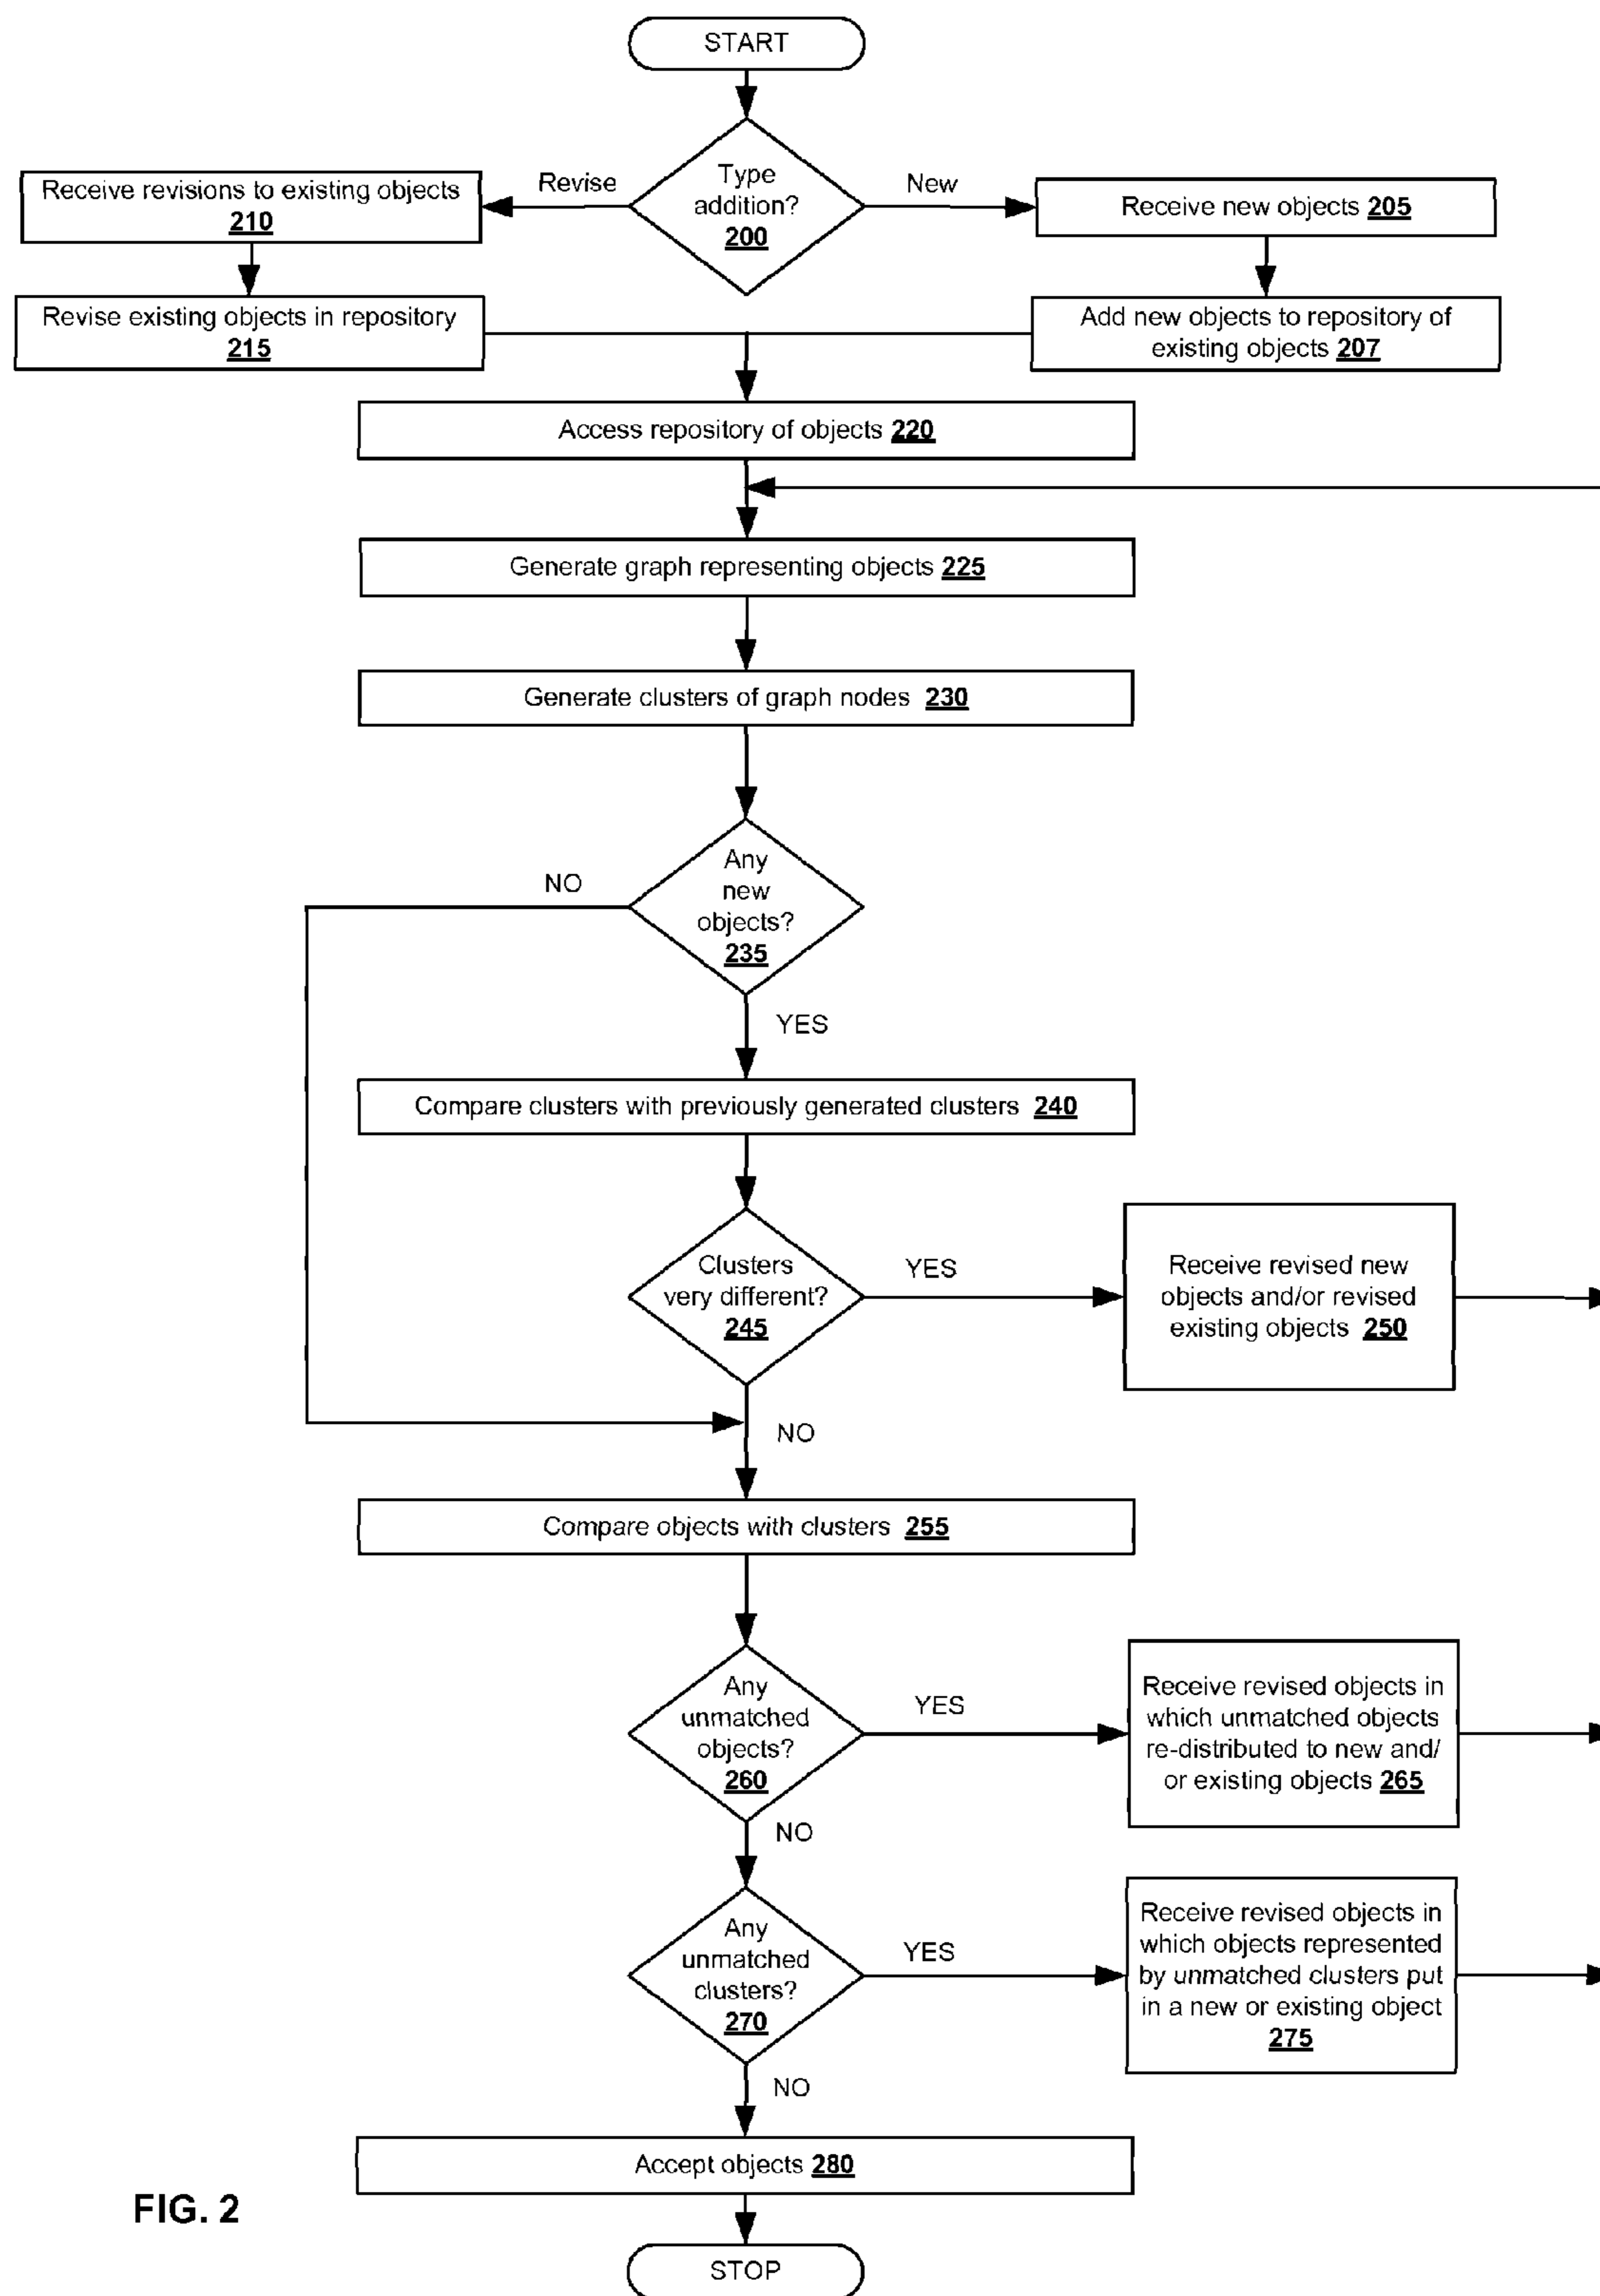 START
Type
addition?
200
Revise
New
Receive revisions to existing objects
210
Receive new objects 205
Revise existing objects in repository
215
Add new objects to repository of
existing objects 207
Access repository of objects 220
Generate graph representing objects 225
Generate clusters of graph nodes 230
Any
new
objects?
235
NO
YES
Compare clusters with previously generated clusters 240
Clusters
very different?
245
YES
Receive revised new
objects and/or revised
existing objects 250
NO
Compare objects with clusters 255
Any
unmatched
objects?
260
YES
Receive revised objects in
which unmatched objects
re-distributed to new and/
or existing objects 265
NO
Any
unmatched
clusters?
270
YES
Receive revised objects in
which objects represented
by unmatched clusters put
in a new or existing object
275
NO
Accept objects 280
FIG. 2
STOP